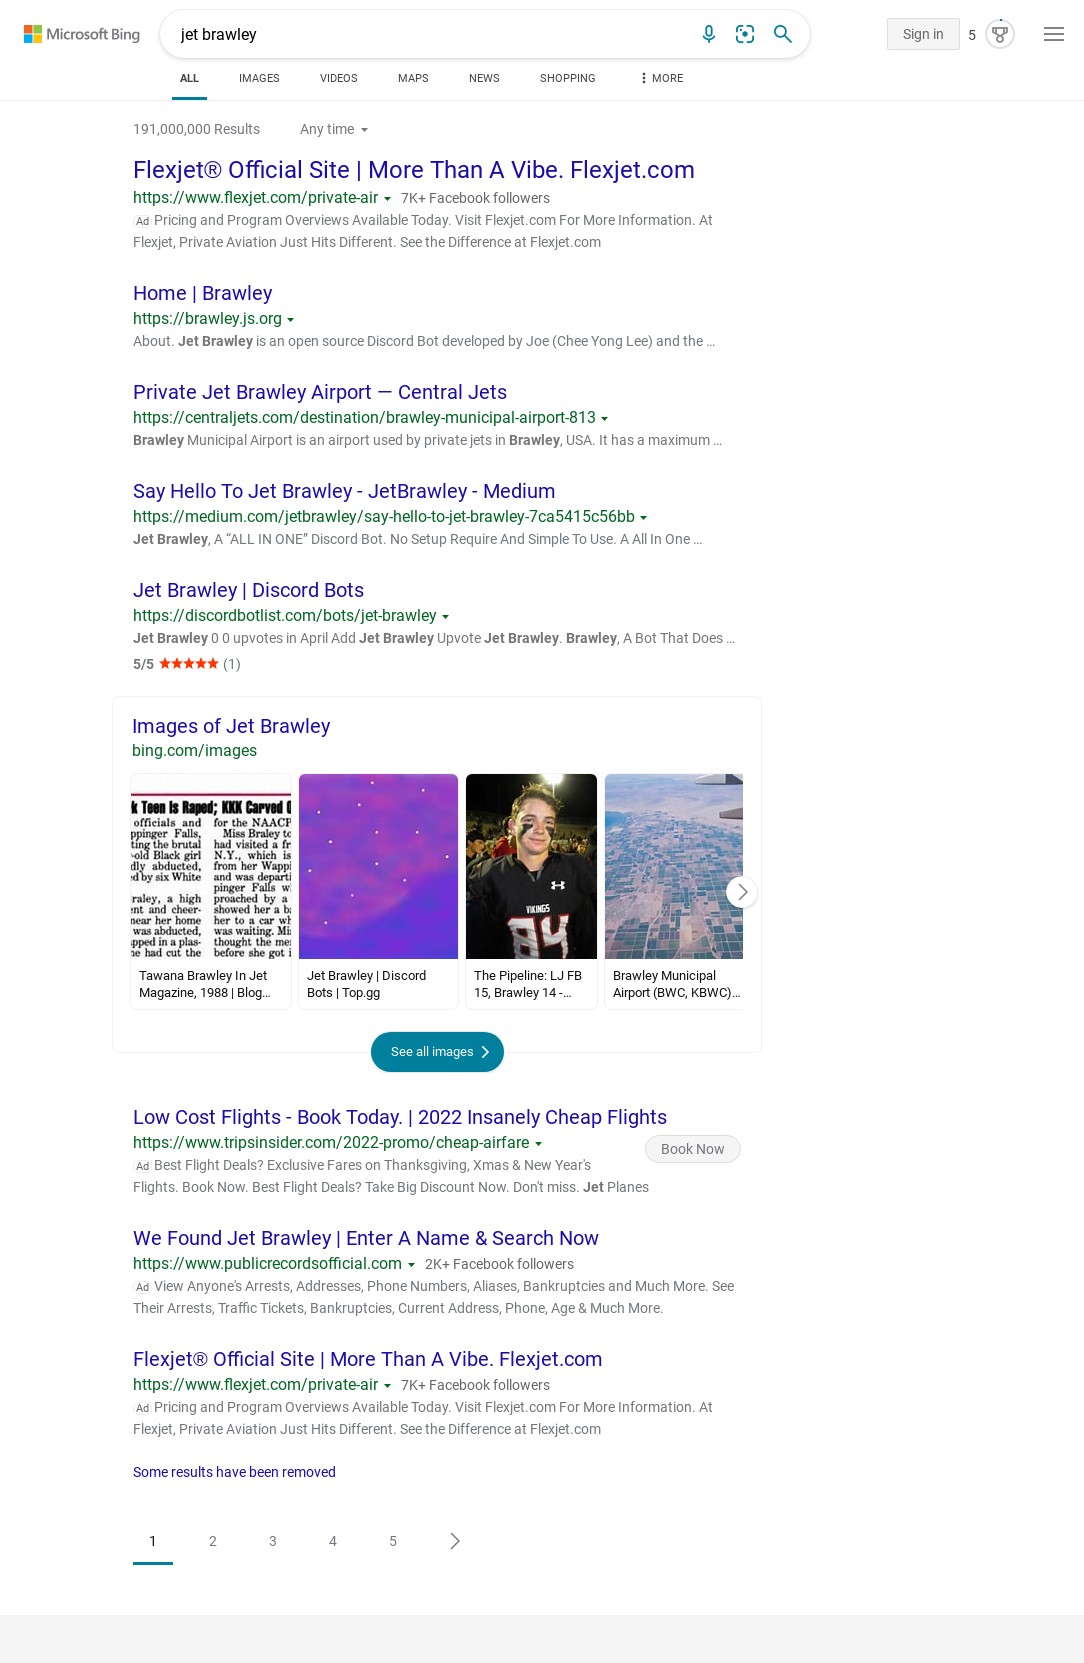 Microsoft Bing
jet brawley
Sign in
5
ALL
IMAGES
VIDEOS
MAPS
NEWS
SHOPPING
MORE
191,000,000 Results
Any time
Flexjet® Official Site | More Than A Vibe. Flexjet.com
https://www.flexjet.com/private-air 7K+ Facebook followers
Ad Pricing and Program Overviews Available Today. Visit Flexjet.com For More Information. At
Flexjet, Private Aviation Just Hits Different. See the Difference at Flexjet.com
Home | Brawley
https://brawley.js.org
About. Jet Brawley is an open source Discord Bot developed by Joe (Chee Yong Lee) and the …
Private Jet Brawley Airport — Central Jets
https://centraljets.com/destination/brawley-municipal-airport-813
Brawley Municipal Airport is an airport used by private jets in Brawley, USA. It has a maximum …
Say Hello To Jet Brawley - JetBrawley - Medium
https://medium.com/jetbrawley/say-hello-to-jet-brawley-7ca5415c56bb
Jet Brawley, A “ALL IN ONE” Discord Bot. No Setup Require And Simple To Use. A All In One …
Jet Brawley | Discord Bots
https://discordbotlist.com/bots/jet-brawley
Jet Brawley 0 0 upvotes in April Add Jet Brawley Upvote Jet Brawley. Brawley, A Bot That Does …
5/5 (1)
Images of Jet Brawley
bing.com/images
k Teen Is Raped; KKK Carved
officials and
ppinger Falls,
ting the brutal
-old Black girl
dly abducted,
ed by six White
raley, a high
ent and cheer-
near her home
was abducted,
apped in a plas-
ne had cut the
for the NAACP
Miss Braley to
had visited a fr
N.Y., which is
from her Wappi
and was departi
pinger Falls wh
proached by a
showed her a ba
her to a car wh
was waiting. Mis
thought the mer
before she got i
VIKINGS
84
Tawana Brawley In Jet
Magazine, 1988 | Blog…
Jet Brawley | Discord
Bots | Top.gg
The Pipeline: LJ FB
15, Brawley 14 -…
Brawley Municipal
Airport (BWC, KBWC)…
See all images
Low Cost Flights - Book Today. | 2022 Insanely Cheap Flights
https://www.tripsinsider.com/2022-promo/cheap-airfare
Book Now
Ad Best Flight Deals? Exclusive Fares on Thanksgiving, Xmas & New Year's
Flights. Book Now. Best Flight Deals? Take Big Discount Now. Don't miss. Jet Planes
We Found Jet Brawley | Enter A Name & Search Now
https://www.publicrecordsofficial.com 2K+ Facebook followers
Ad View Anyone's Arrests, Addresses, Phone Numbers, Aliases, Bankruptcies and Much More. See
Their Arrests, Traffic Tickets, Bankruptcies, Current Address, Phone, Age & Much More.
Flexjet® Official Site | More Than A Vibe. Flexjet.com
https://www.flexjet.com/private-air 7K+ Facebook followers
Ad Pricing and Program Overviews Available Today. Visit Flexjet.com For More Information. At
Flexjet, Private Aviation Just Hits Different. See the Difference at Flexjet.com
Some results have been removed
1 2 3 4 5